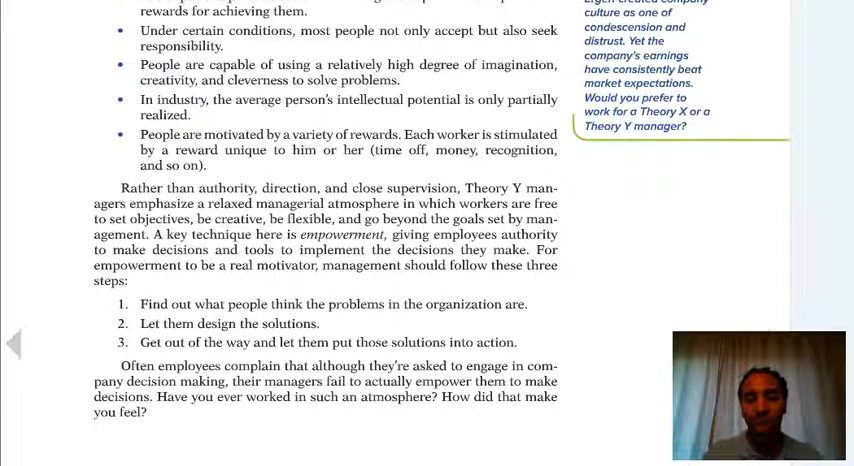 rewards for achieving them.
• Under certain conditions, most people not only accept but also seek
responsibility.
• People are capable of using a relatively high degree of imagination,
creativity, and cleverness to solve problems.
• In industry, the average person's intellectual potential is only partially
realized.
• People are motivated by a variety of rewards. Each worker is stimulated
by a reward unique to him or her (time off, money, recognition,
and so on).
Rather than authority, direction, and close supervision, Theory Y man-
agers emphasize a relaxed managerial atmosphere in which workers are free
to set objectives, be creative, be flexible, and go beyond the goals set by man-
agement. A key technique here is empowerment, giving employees authority
to make decisions and tools to implement the decisions they make. For
empowerment to be a real motivator, management should follow these three
steps:
1. Find out what people think the problems in the organization are.
2. Let them design the solutions.
3. Get out of the way and let them put those solutions into action.
Often employees complain that although they're asked to engage in com-
pany decision making, their managers fail to actually empower them to make
decisions. Have you ever worked in such an atmosphere? How did that make
you feel?
Ergen created company
culture as one of
condescension and
distrust. Yet the
company's earnings
have consistently beat
market expectations.
Would you prefer to
work for a Theory X or a
Theory Y manager?